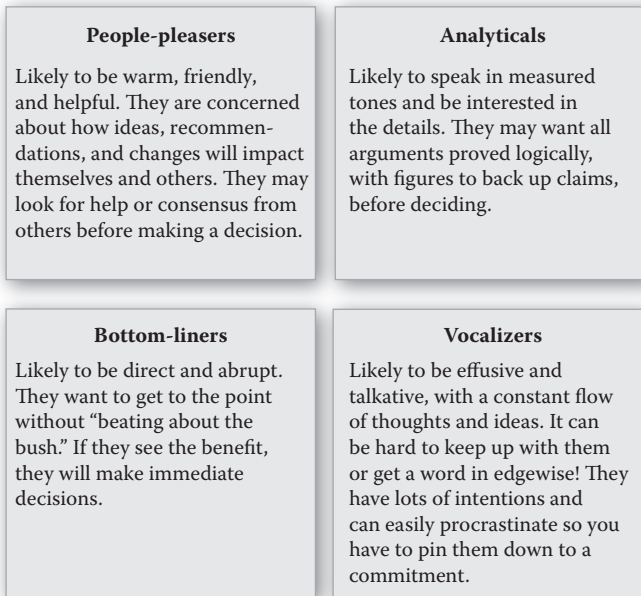 People-pleasers
Likely to be warm, friendly,
and helpful. They are concerned
about how ideas, recommen-
dations, and changes will impact
themselves and others. They may
look for help or consensus from
others before making a decision.
Analyticals
Likely to speak in measured
tones and be interested in
the details. They may want all
arguments proved logically,
with figures to back up claims,
before deciding.
Bottom-liners
Likely to be direct and abrupt.
They want to get to the point
without “beating about the
bush.” If they see the benefit,
they will make immediate
decisions.
Vocalizers
Likely to be effusive and
talkative, with a constant flow
of thoughts and ideas. It can
be hard to keep up with them
or get a word in edgewise! They
have lots of intentions and
can easily procrastinate so you
have to pin them down to a
commitment.